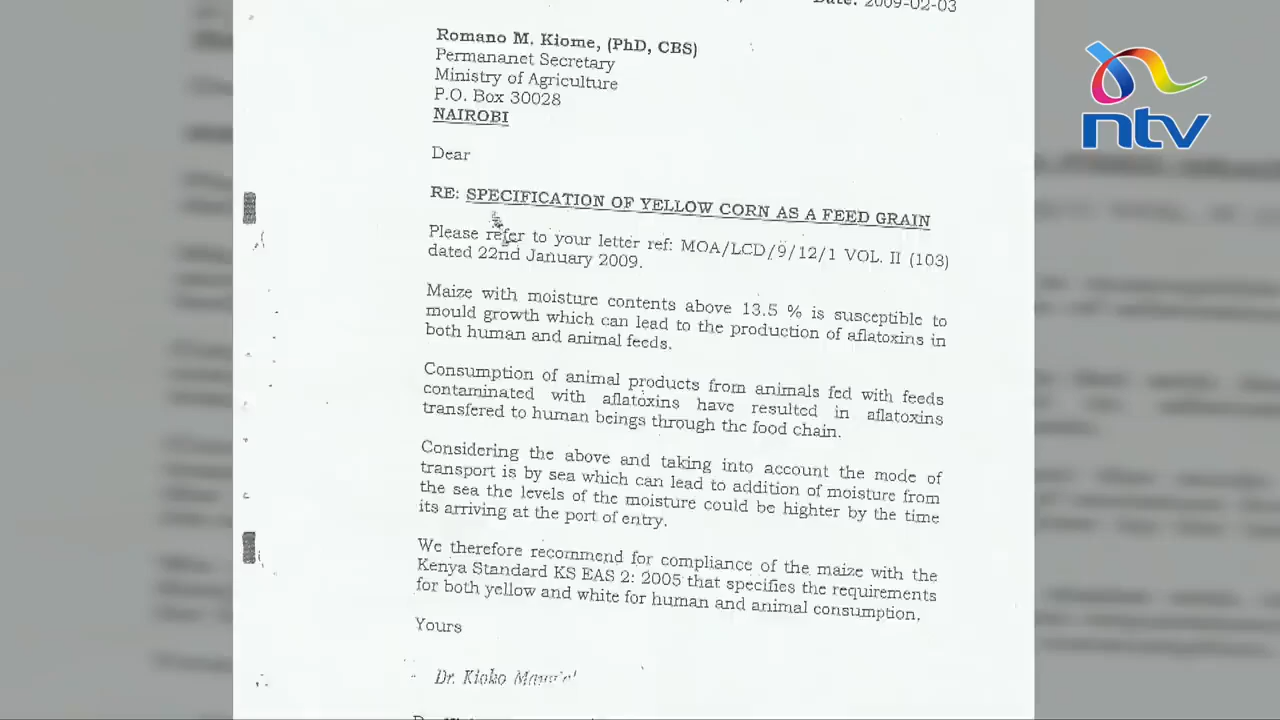 Date: 2009-02-03
Romano M. Kiome, (PhD, CBS)
Permananet Secretary
Ministry of Agriculture
P.O. Box 30028
NAIROBI
ntv
Dear
RE: SPECIFICATION OF YELLOW CORN AS A FEED GRAIN
Please refer to your letter ref: MOA/LCD/9/12/1 VOL. II (103)
dated 22nd January 2009.
Maize with moisture contents above 13.5 % is susceptible to
mould growth which can lead to the production of aflatoxins in
both human and animal feeds.
Consumption of animal products from animals fed with feeds
contaminated with aflatoxins have resulted in aflatoxins
transfered to human beings through the food chain.
Considering the above and taking into account the mode of
transport is by sea which can lead to addition of moisture from
the sea the levels of the moisture could be highter by the time
its arriving at the port of entry.
We therefore recommend for compliance of the maize with the
Kenya Standard KS EAS 2: 2005 that specifies the requirements
for both yellow and white for human and animal consumption.
Yours
Dr. Kioko